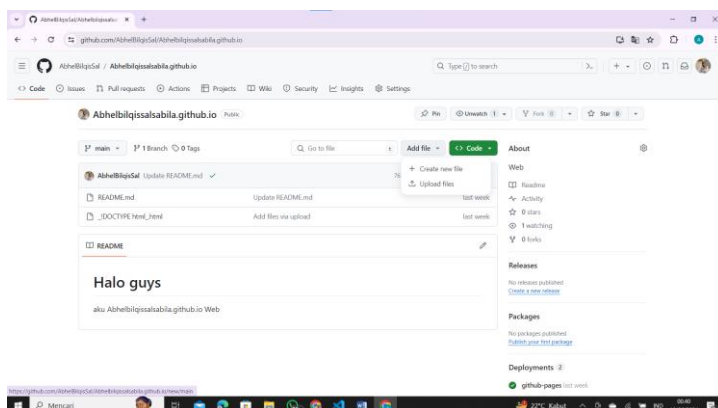 AbhelBilqisSal/Abhelbilqissalsabi
github.com/AbhelBilqisSal/Abhelbilqissalsabila.github.io
AbhelBilqisSal / Abhelbilqissalsabila.github.io
Type / to search
Code Issues Pull requests Actions Projects Wiki Security Insights Settings
Abhelbilqissalsabila.github.io Public
Pin Unwatch 1 Fork 0 Star 0
main 1 Branch 0 Tags
Go to file t
Add file
Code
Create new file
Upload files
AbhelBilqisSal Update README.md
README.md Update README.md last week
_!DOCTYPE html_.html Add files via upload last week
README
Halo guys
aku Abhelbilqissalsabila.github.io Web
About
Web
Readme
Activity
0 stars
1 watching
0 forks
Releases
No releases published
Create a new release
Packages
No packages published
Publish your first package
Deployments 2
github-pages last week
https://github.com/AbhelBilqisSal/Abhelbilqissalsabila.github.io/new/main
Mencari
22°C Kabut
IND
00.40